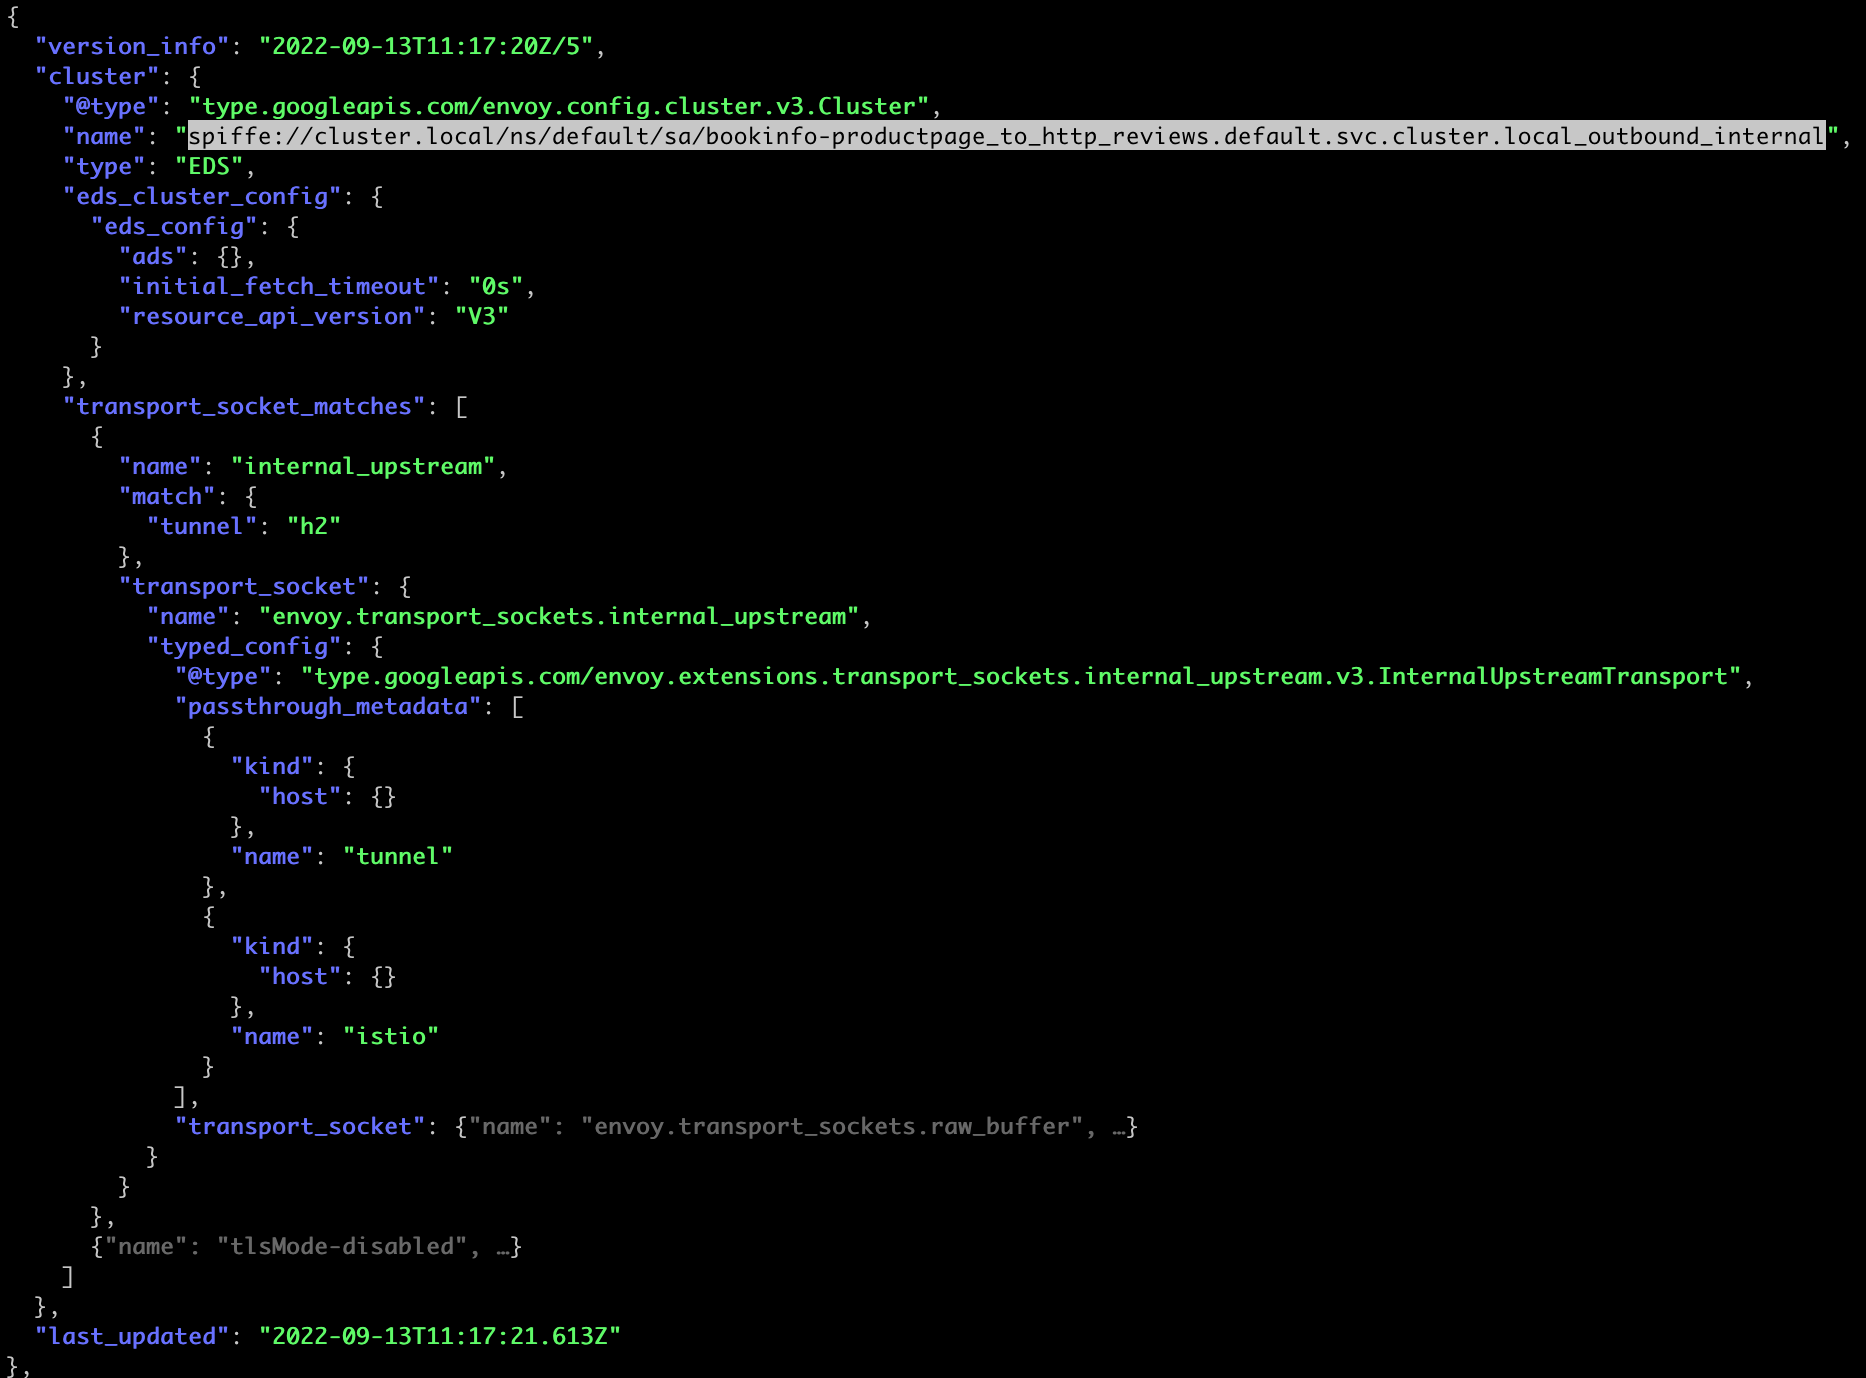 {
  "version_info": "2022-09-13T11:17:20Z/5",
  "cluster": {
    "@type": "type.googleapis.com/envoy.config.cluster.v3.Cluster",
    "name": "spiffe://cluster.local/ns/default/sa/bookinfo-productpage_to_http_reviews.default.svc.cluster.local_outbound_internal",
    "type": "EDS",
    "eds_cluster_config": {
      "eds_config": {
        "ads": {},
        "initial_fetch_timeout": "0s",
        "resource_api_version": "V3"
      }
    },
    "transport_socket_matches": [
      {
        "name": "internal_upstream",
        "match": {
          "tunnel": "h2"
        },
        "transport_socket": {
          "name": "envoy.transport_sockets.internal_upstream",
          "typed_config": {
            "@type": "type.googleapis.com/envoy.extensions.transport_sockets.internal_upstream.v3.InternalUpstreamTransport",
            "passthrough_metadata": [
              {
                "kind": {
                  "host": {}
                },
                "name": "tunnel"
              },
              {
                "kind": {
                  "host": {}
                },
                "name": "istio"
              }
            ],
            "transport_socket": {"name": "envoy.transport_sockets.raw_buffer", …}
          }
        }
      },
      {"name": "tlsMode-disabled", …}
    ]
  },
  "last_updated": "2022-09-13T11:17:21.613Z"
},